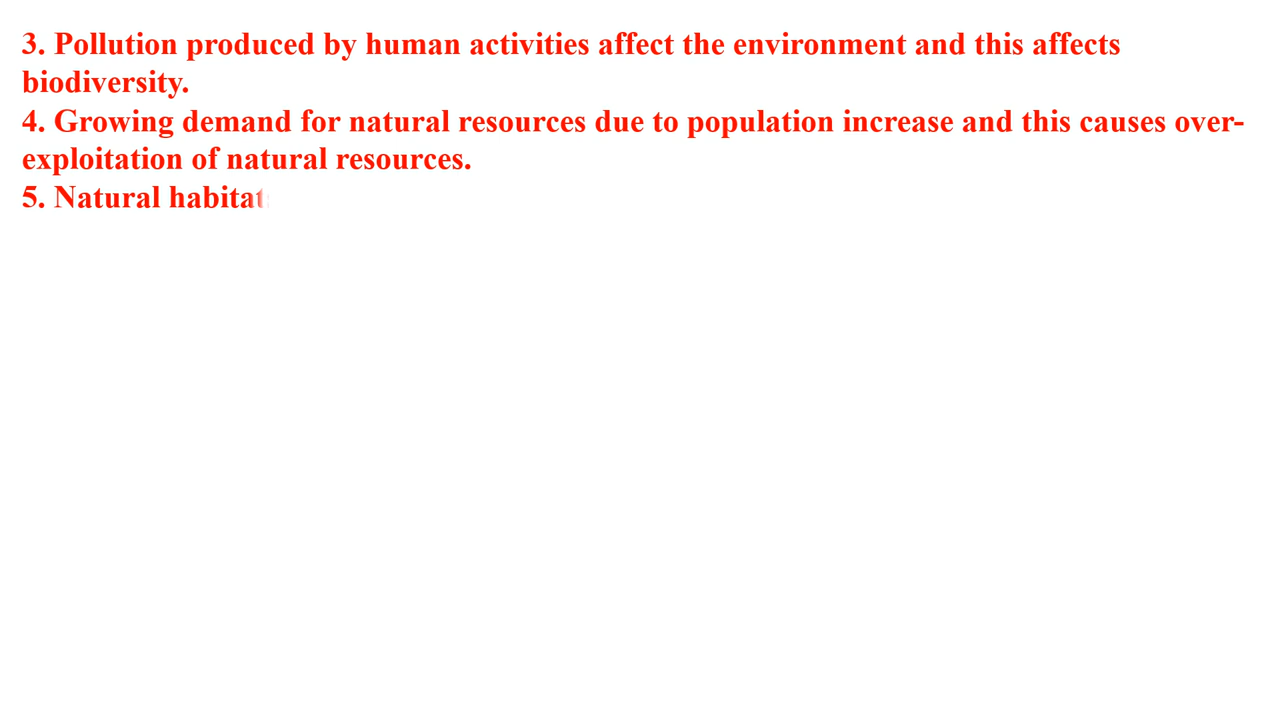 3. Pollution produced by human activities affect the environment and this affects
biodiversity.
4. Growing demand for natural resources due to population increase and this causes over-
exploitation of natural resources.
5. Natural habitat